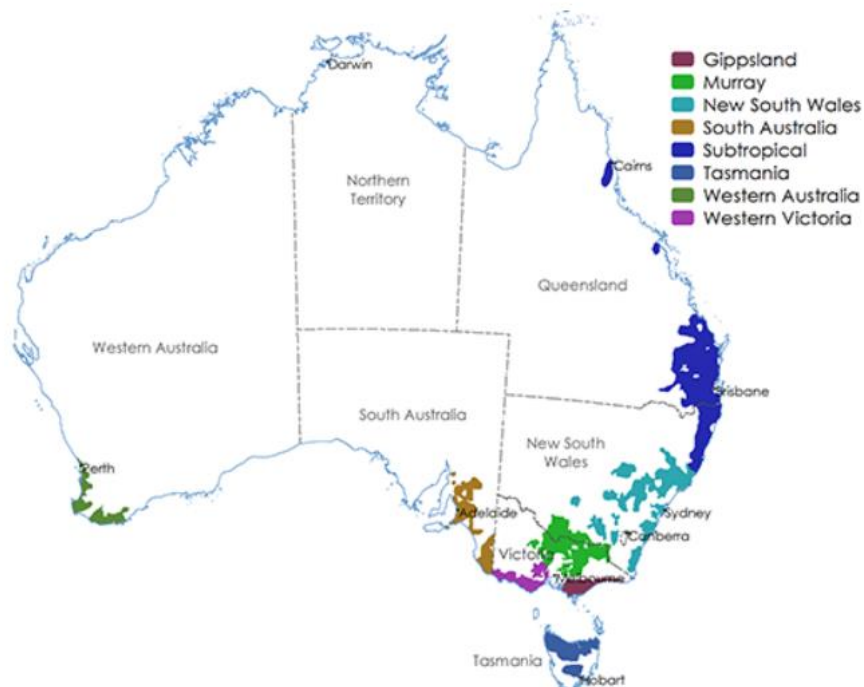 Darwin
Gippsland
Murray
New South Wales
South Australia
Subtropical
Tasmania
Western Australia
Western Victoria
Cairns
Northern
Territory
Queensland
Western Australia
Brisbane
South Australia
New South
Wales
Perth
Adelaide
Sydney
Canberra
Victoria
Melbourne
Tasmania
Hobart